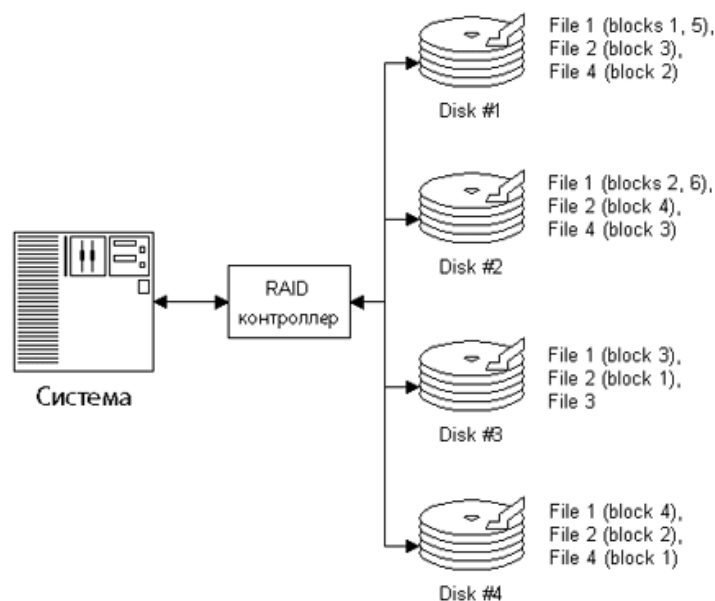 File 1 (blocks 1, 5),
File 2 (block 3),
File 4 (block 2)
Disk #1
File 1 (blocks 2, 6),
File 2 (block 4),
File 4 (block 3)
Disk #2
RAID
контроллер
Система
File 1 (block 3),
File 2 (block 1),
File 3
Disk #3
File 1 (block 4),
File 2 (block 2),
File 4 (block 1)
Disk #4